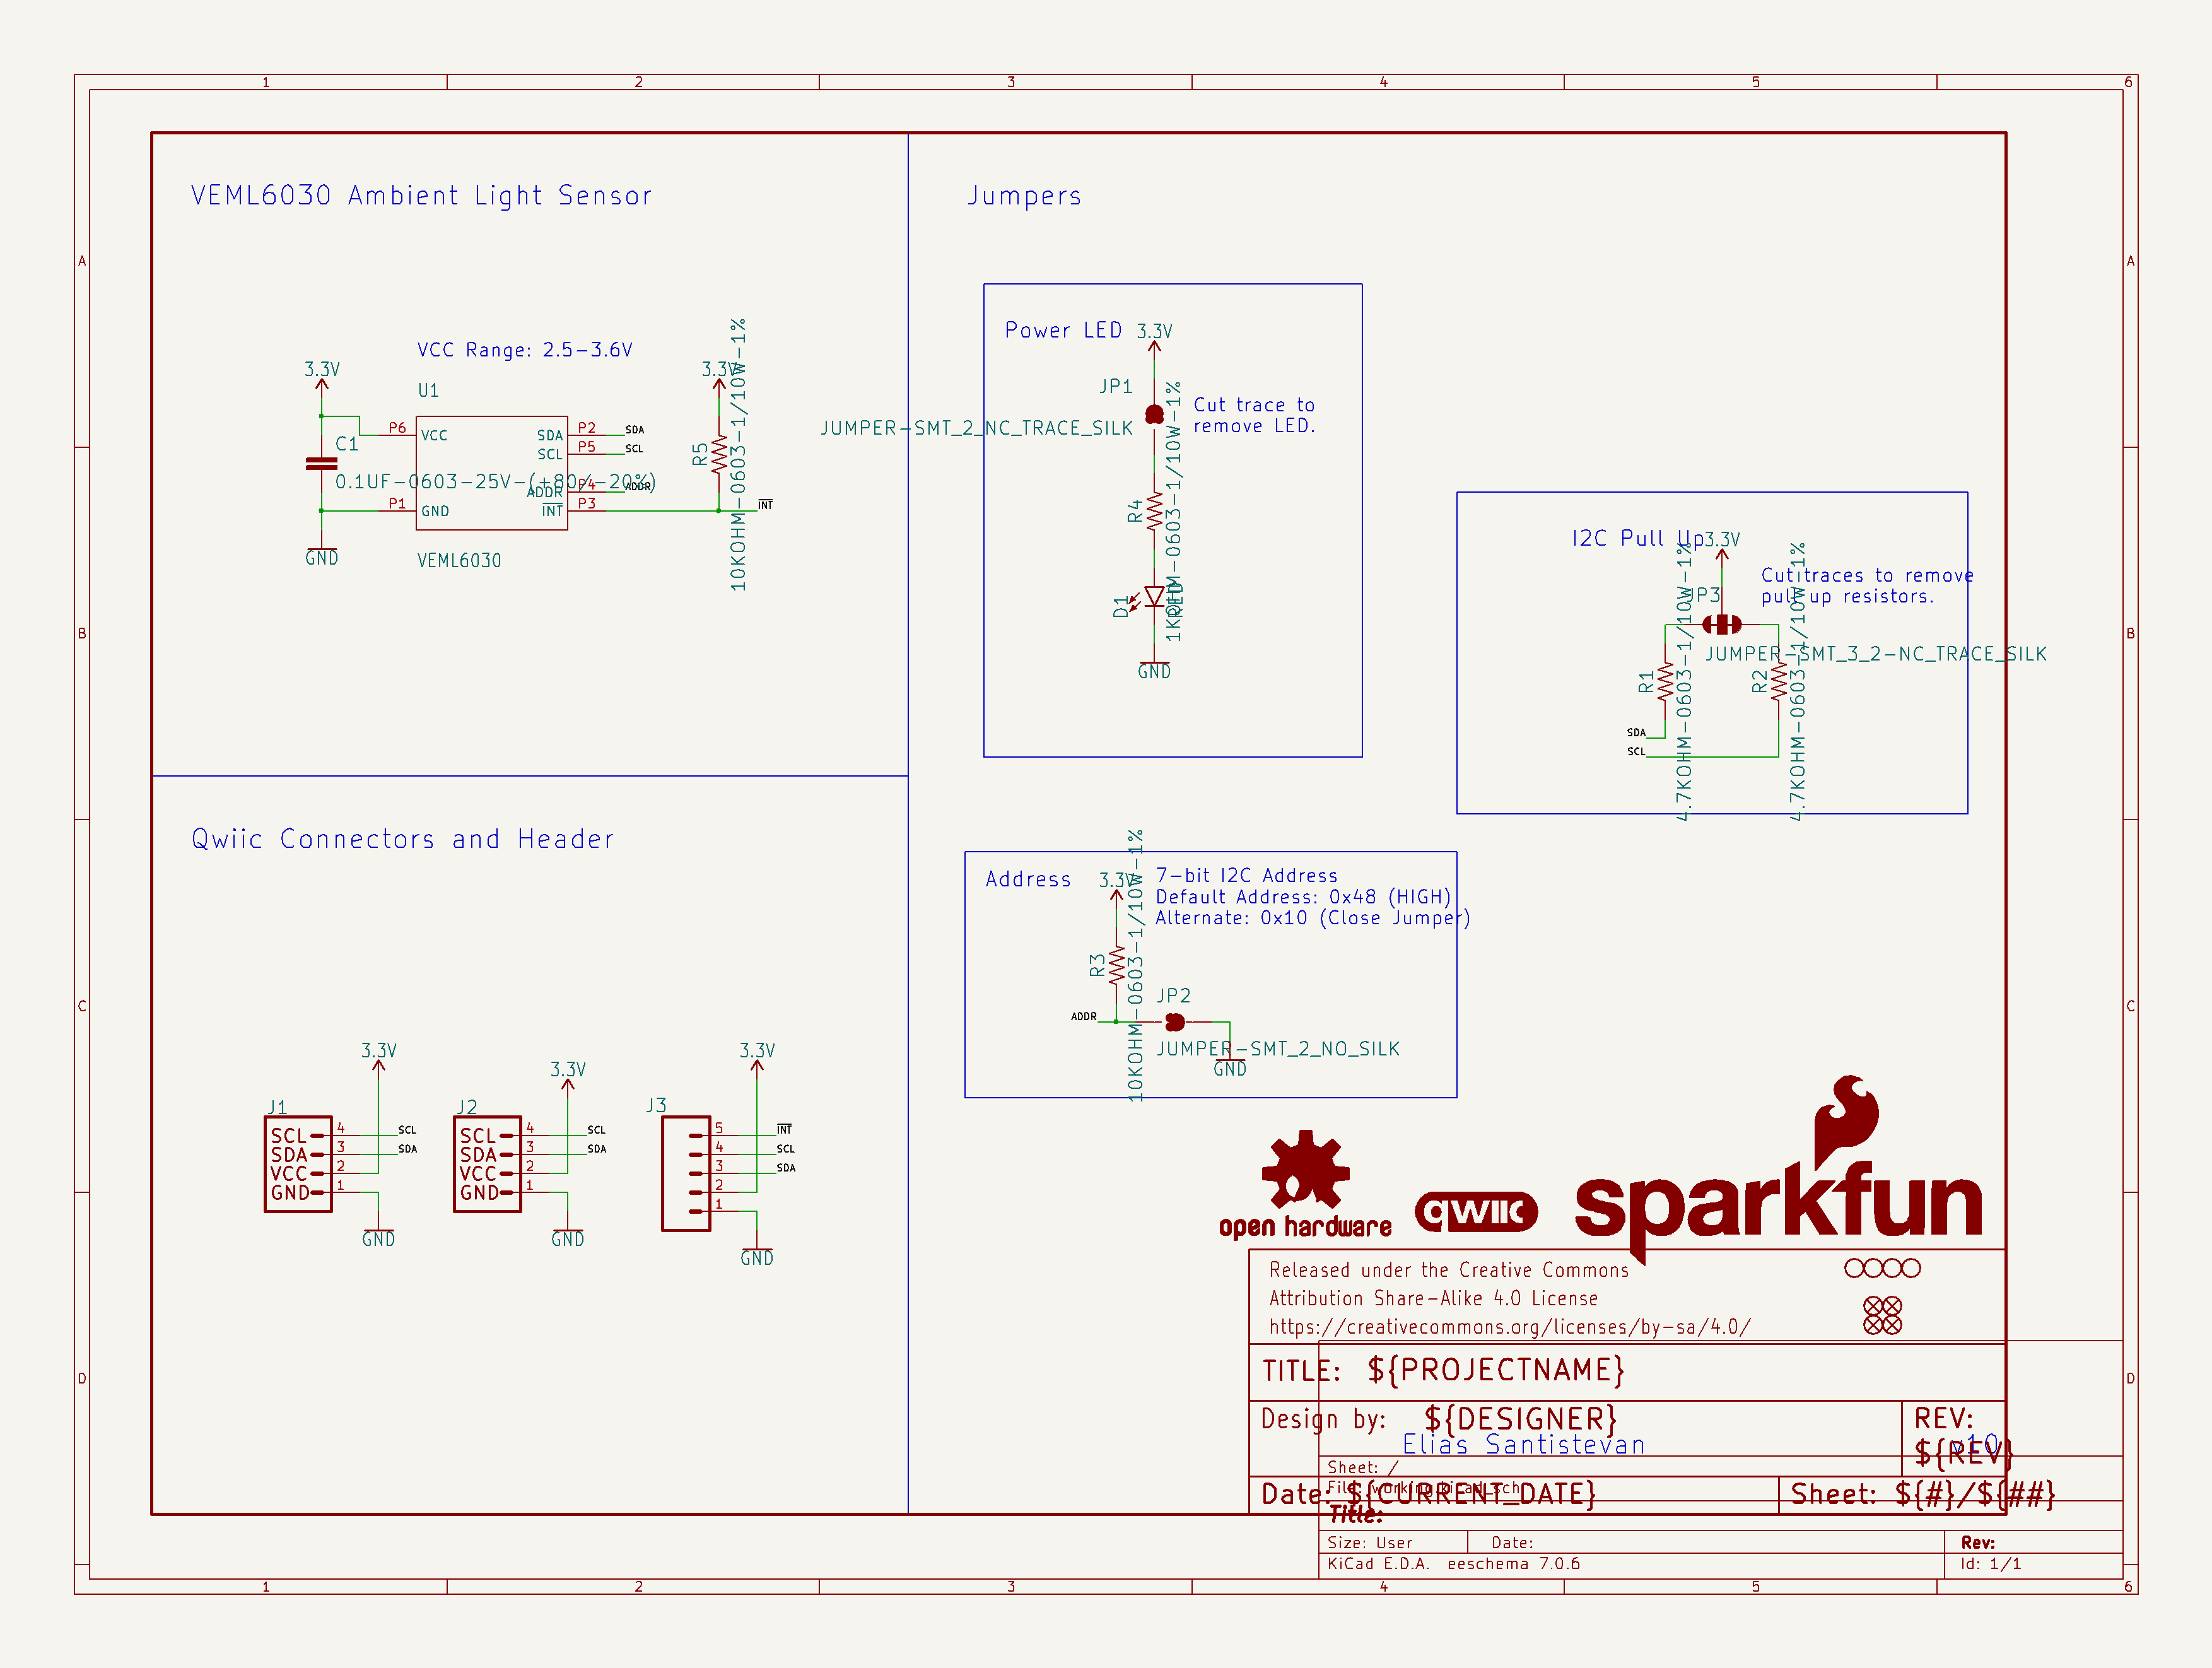 1 2 3 4 5 6
A
B
C
D
A
B
C
D
VEML6030 Ambient Light Sensor
VCC Range: 2.5-3.6V
3.3V
U1
P6
VCC
C1
0.1UF-0603-25V-(+80/-20%)
P1
GND
GND
SDA
P2
SDA
SCL
P5
SCL
ADDR
P4
ADDR
INT
P3
INT
VEML6030
3.3V
R5
10KOHM-0603-1/10W-1%
Jumpers
Power LED
3.3V
JP1
JUMPER-SMT_2_NC_TRACE_SILK
Cut trace to
remove LED.
R4
1KOHM-0603-1/10W-1%
D1
RED
GND
I2C Pull Up
3.3V
Cut traces to remove
pull up resistors.
JP3
JUMPER-SMT_3_2-NC_TRACE_SILK
R1
4.7KOHM-0603-1/10W-1%
R2
4.7KOHM-0603-1/10W-1%
SDA
SCL
Address
3.3V
7-bit I2C Address
Default Address: 0x48 (HIGH)
Alternate: 0x10 (Close Jumper)
R3
10KOHM-0603-1/10W-1%
ADDR
JP2
JUMPER-SMT_2_NO_SILK
GND
Qwiic Connectors and Header
3.3V
J1
SCL 4 SCL
SDA 3 SDA
VCC 2
GND 1
GND
3.3V
J2
SCL 4 SCL
SDA 3 SDA
VCC 2
GND 1
GND
3.3V
J3
5 INT
4 SCL
3 SDA
2
1
GND
open hardware
qwiic
sparkfun
Released under the Creative Commons
Attribution Share-Alike 4.0 License
https://creativecommons.org/licenses/by-sa/4.0/
TITLE: ${PROJECTNAME}
Design by: ${DESIGNER}
Elias Santistevan
REV:
${REV}
v10
Sheet: /
File: working.kicad_sch
Date: ${CURRENT_DATE}
Sheet: ${#}/${##}
Title:
Size: User
Date:
Rev:
KiCad E.D.A. eeschema 7.0.6
Id: 1/1
1 2 3 4 5 6